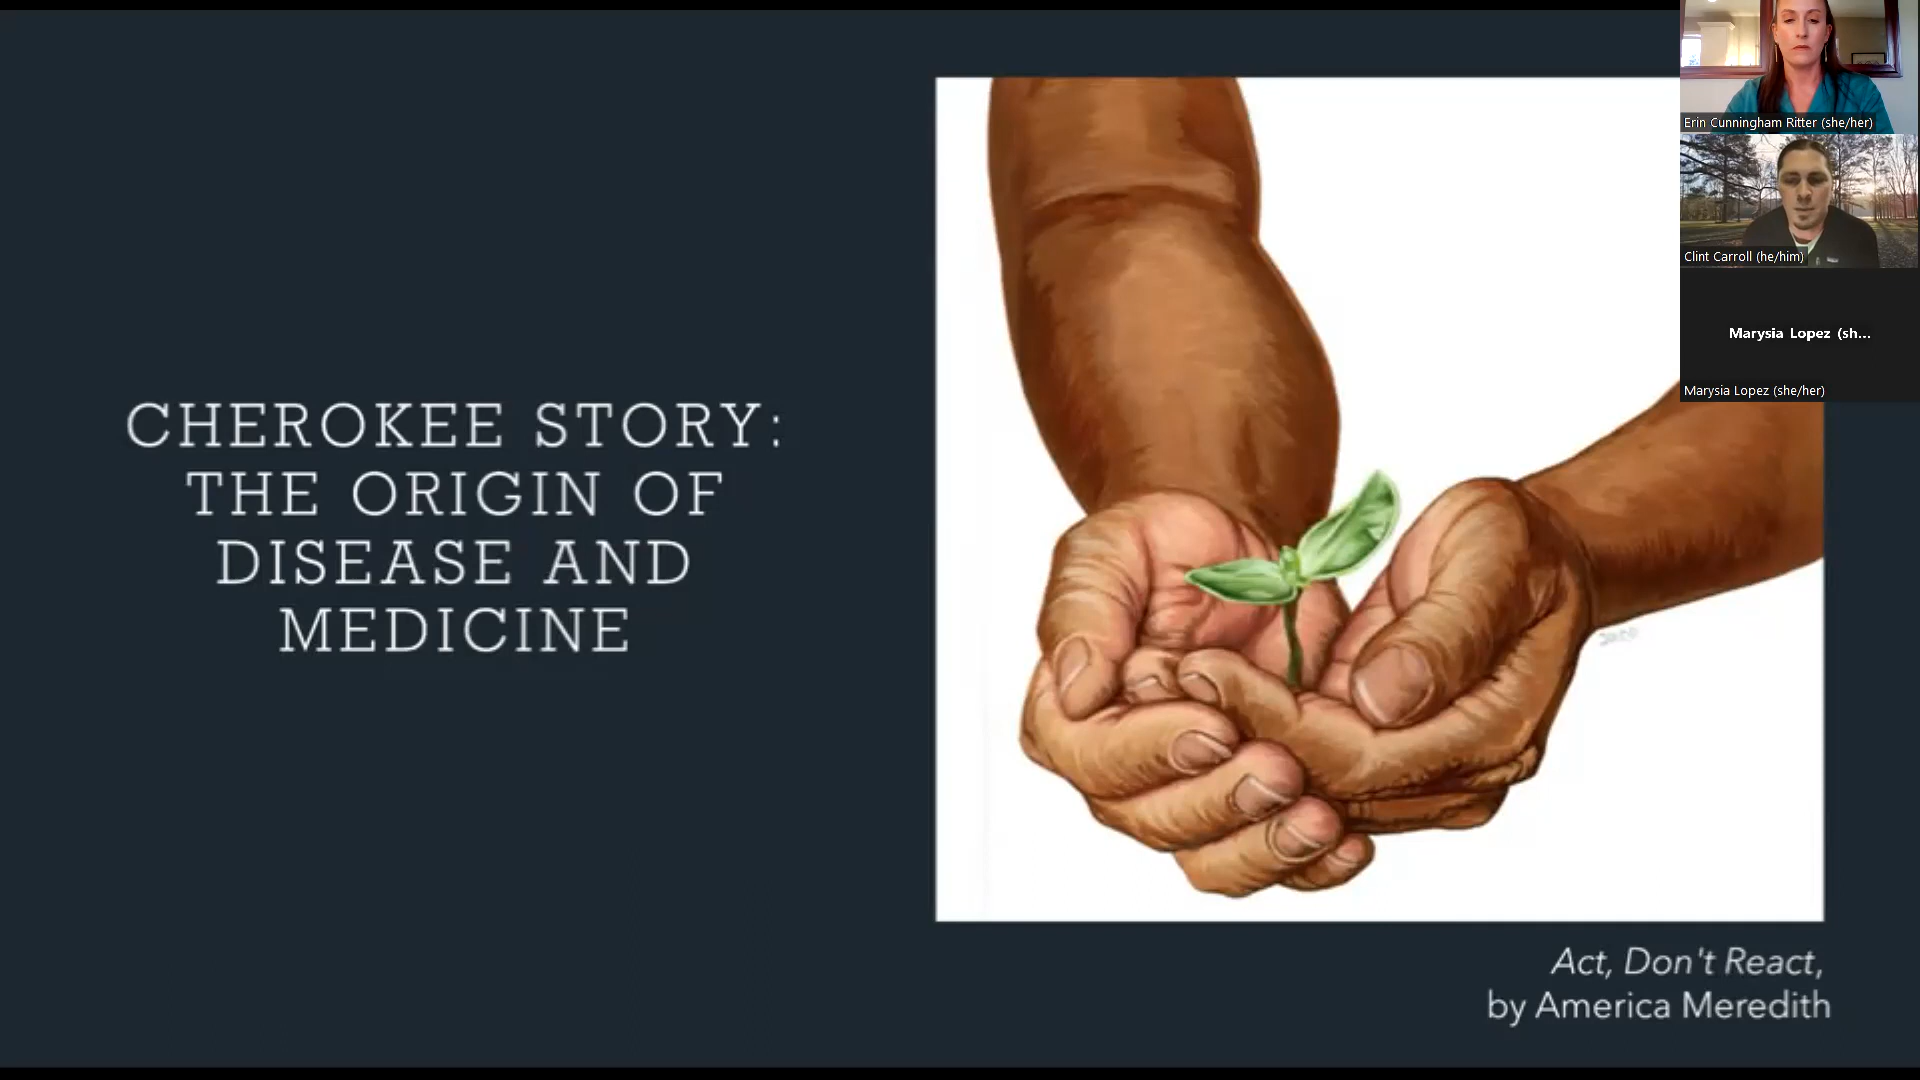 CHEROKEE STORY:
THE ORIGIN OF
DISEASE AND
MEDICINE
Act, Don't React,
by America Meredith
Erin Cunningham Ritter (she/her)
Clint Carroll (he/him)
Marysia Lopez (sh...
Marysia Lopez (she/her)